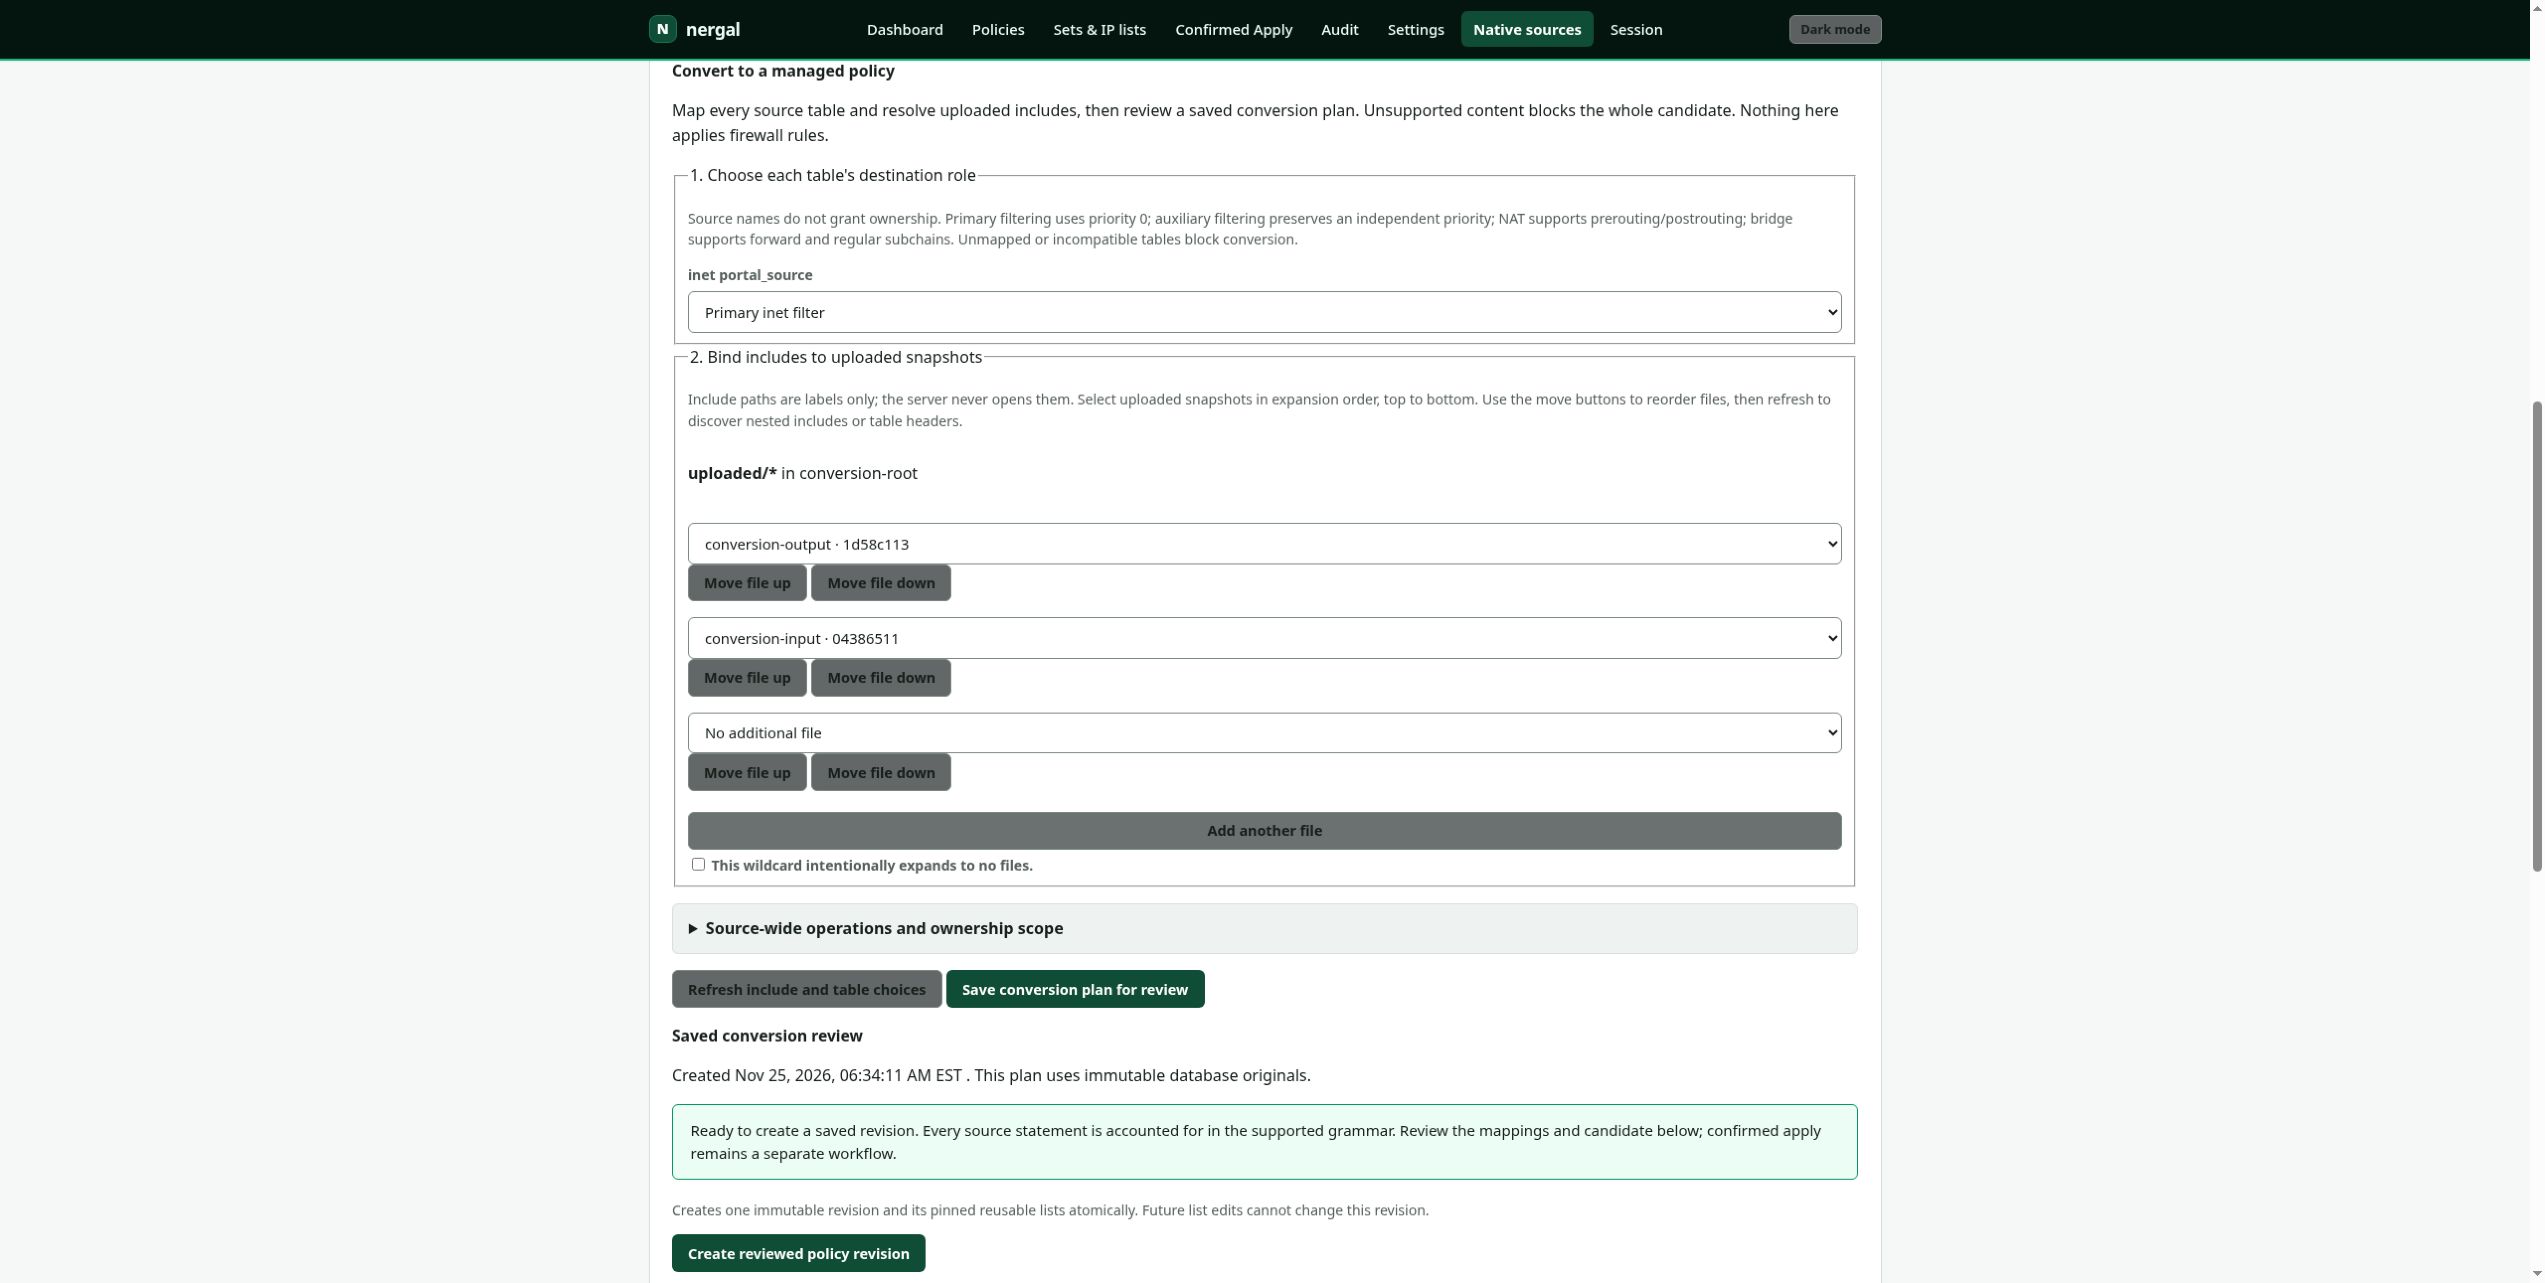 N nergal Dashboard Policies Sets & IP lists Confirmed Apply Audit Settings Native sources Session Dark mode
Convert to a managed policy
Map every source table and resolve uploaded includes, then review a saved conversion plan. Unsupported content blocks the whole candidate. Nothing here
applies firewall rules.
1. Choose each table's destination role
Source names do not grant ownership. Primary filtering uses priority 0; auxiliary filtering preserves an independent priority; NAT supports prerouting/postrouting; bridge
supports forward and regular subchains. Unmapped or incompatible tables block conversion.
inet portal_source
Primary inet filter
2. Bind includes to uploaded snapshots
Include paths are labels only; the server never opens them. Select uploaded snapshots in expansion order, top to bottom. Use the move buttons to reorder files, then refresh to
discover nested includes or table headers.
uploaded/* in conversion-root
conversion-output · 1d58c113
Move file up Move file down
conversion-input · 04386511
Move file up Move file down
No additional file
Move file up Move file down
Add another file
This wildcard intentionally expands to no files.
Source-wide operations and ownership scope
Refresh include and table choices Save conversion plan for review
Saved conversion review
Created Nov 25, 2026, 06:34:11 AM EST . This plan uses immutable database originals.
Ready to create a saved revision. Every source statement is accounted for in the supported grammar. Review the mappings and candidate below; confirmed apply
remains a separate workflow.
Creates one immutable revision and its pinned reusable lists atomically. Future list edits cannot change this revision.
Create reviewed policy revision